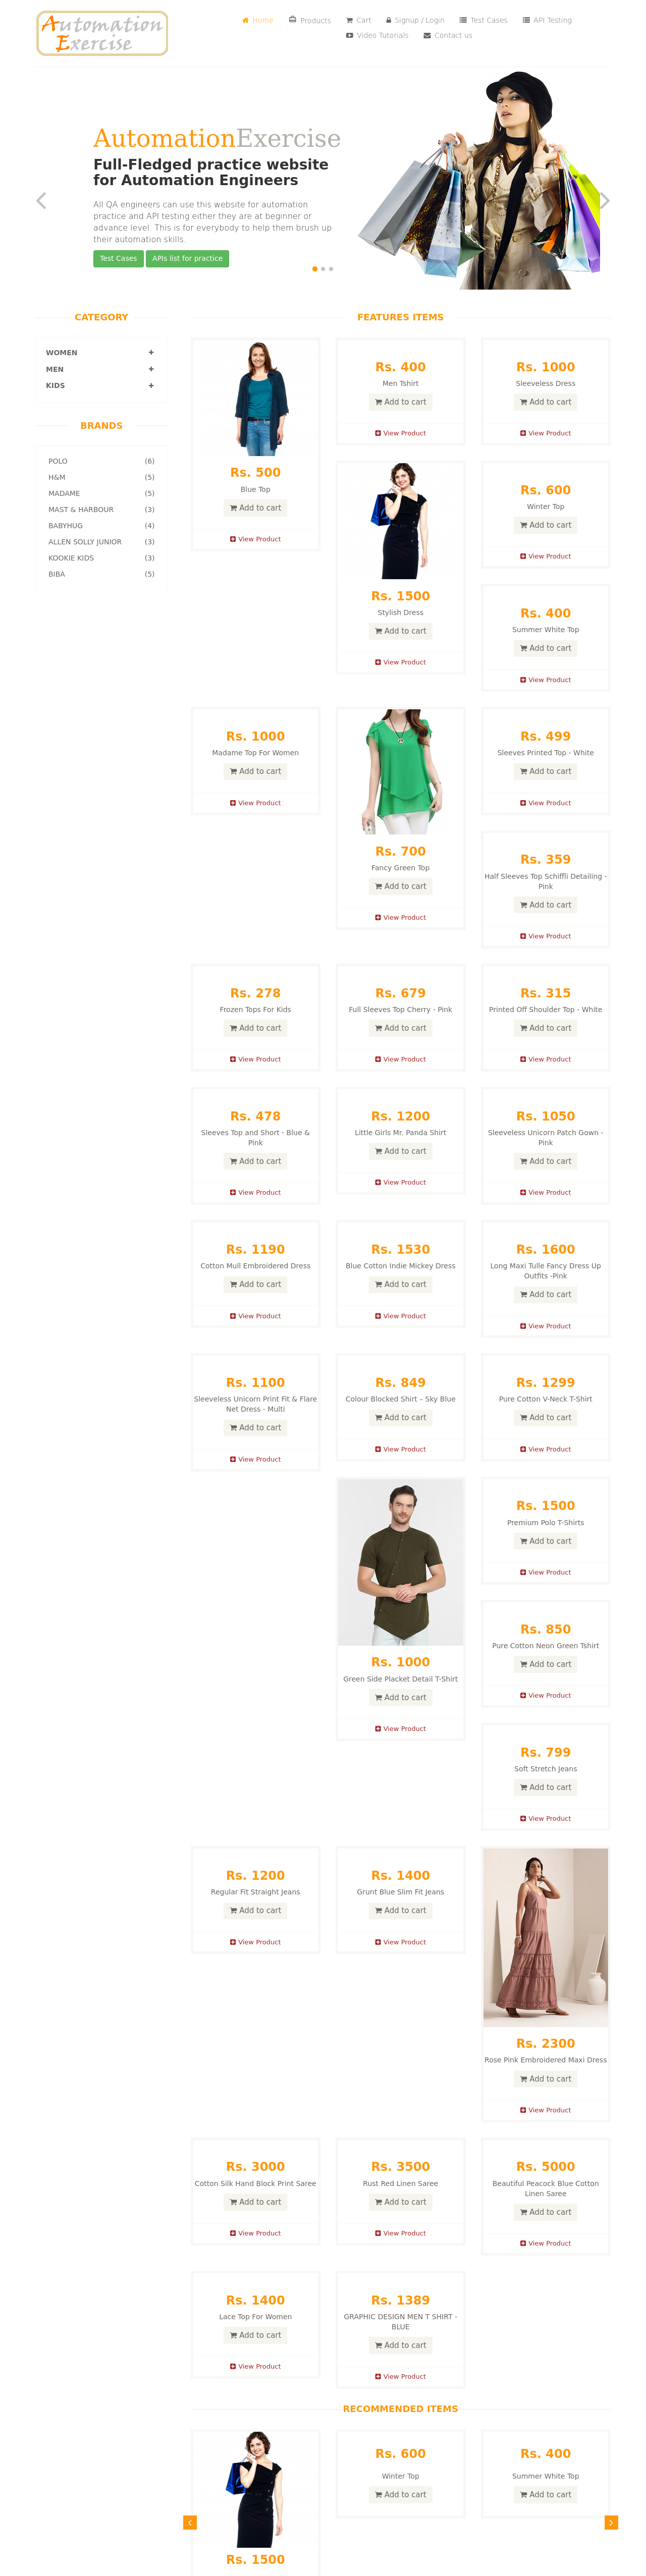 Automation
Exercise
Home
Products
Cart
Signup / Login
Test Cases
API Testing
Video Tutorials
Contact us
AutomationExercise
Full-Fledged practice website
for Automation Engineers
All QA engineers can use this website for automation
practice and API testing either they are at beginner or
advance level. This is for everybody to help them brush up
their automation skills.
Test Cases
APIs list for practice
CATEGORY
WOMEN
MEN
KIDS
BRANDS
POLO (6)
H&M (5)
MADAME (5)
MAST & HARBOUR (3)
BABYHUG (4)
ALLEN SOLLY JUNIOR (3)
KOOKIE KIDS (3)
BIBA (5)
FEATURES ITEMS
Rs. 500
Blue Top
Add to cart
View Product
Rs. 400
Men Tshirt
Add to cart
View Product
Rs. 1000
Sleeveless Dress
Add to cart
View Product
Rs. 1500
Stylish Dress
Add to cart
View Product
Rs. 600
Winter Top
Add to cart
View Product
Rs. 400
Summer White Top
Add to cart
View Product
Rs. 1000
Madame Top For Women
Add to cart
View Product
Rs. 700
Fancy Green Top
Add to cart
View Product
Rs. 499
Sleeves Printed Top - White
Add to cart
View Product
Rs. 359
Half Sleeves Top Schiffli Detailing -
Pink
Add to cart
View Product
Rs. 278
Frozen Tops For Kids
Add to cart
View Product
Rs. 679
Full Sleeves Top Cherry - Pink
Add to cart
View Product
Rs. 315
Printed Off Shoulder Top - White
Add to cart
View Product
Rs. 478
Sleeves Top and Short - Blue &
Pink
Add to cart
View Product
Rs. 1200
Little Girls Mr. Panda Shirt
Add to cart
View Product
Rs. 1050
Sleeveless Unicorn Patch Gown -
Pink
Add to cart
View Product
Rs. 1190
Cotton Mull Embroidered Dress
Add to cart
View Product
Rs. 1530
Blue Cotton Indie Mickey Dress
Add to cart
View Product
Rs. 1600
Long Maxi Tulle Fancy Dress Up
Outfits -Pink
Add to cart
View Product
Rs. 1100
Sleeveless Unicorn Print Fit & Flare
Net Dress - Multi
Add to cart
View Product
Rs. 849
Colour Blocked Shirt – Sky Blue
Add to cart
View Product
Rs. 1299
Pure Cotton V-Neck T-Shirt
Add to cart
View Product
Rs. 1000
Green Side Placket Detail T-Shirt
Add to cart
View Product
Rs. 1500
Premium Polo T-Shirts
Add to cart
View Product
Rs. 850
Pure Cotton Neon Green Tshirt
Add to cart
View Product
Rs. 799
Soft Stretch Jeans
Add to cart
View Product
Rs. 1200
Regular Fit Straight Jeans
Add to cart
View Product
Rs. 1400
Grunt Blue Slim Fit Jeans
Add to cart
View Product
Rs. 2300
Rose Pink Embroidered Maxi Dress
Add to cart
View Product
Rs. 3000
Cotton Silk Hand Block Print Saree
Add to cart
View Product
Rs. 3500
Rust Red Linen Saree
Add to cart
View Product
Rs. 5000
Beautiful Peacock Blue Cotton
Linen Saree
Add to cart
View Product
Rs. 1400
Lace Top For Women
Add to cart
View Product
Rs. 1389
GRAPHIC DESIGN MEN T SHIRT -
BLUE
Add to cart
View Product
RECOMMENDED ITEMS
Rs. 1500
Rs. 600
Winter Top
Add to cart
Rs. 400
Summer White Top
Add to cart